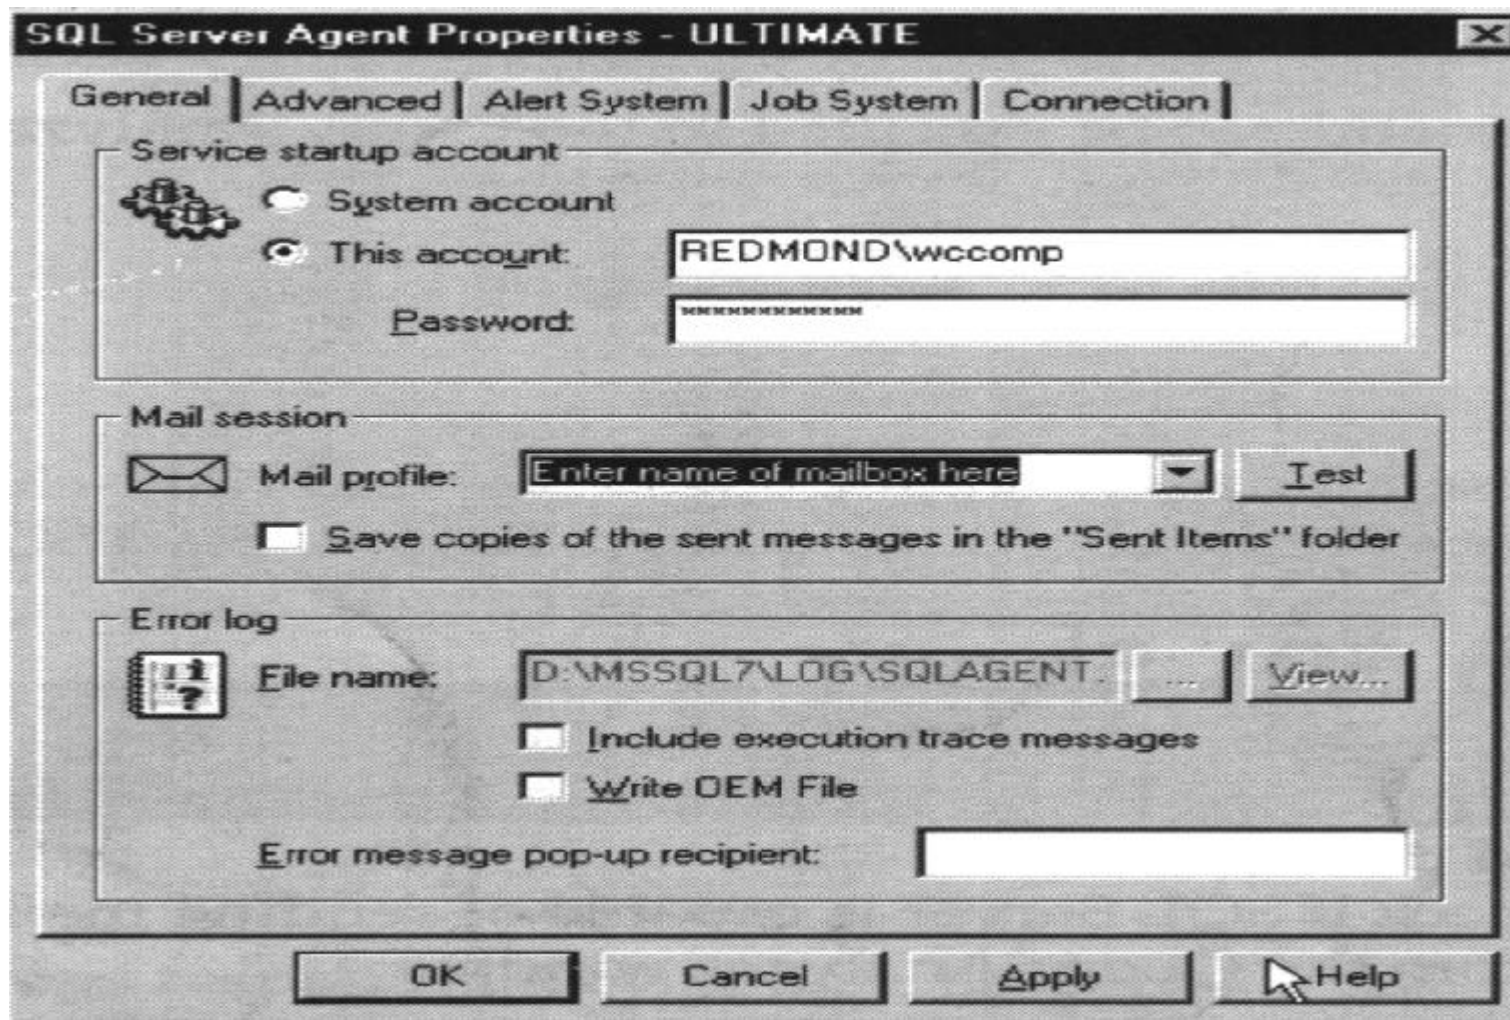 SQL Server Agent Properties - ULTIMATE
General Advanced Alert System Job System Connection
Service startup account
System account
This account: REDMOND\wccomp
Password: ************
Mail session
Mail profile: Enter name of mailbox here Test
Save copies of the sent messages in the "Sent Items" folder
Error log
File name: D:\MSSQL7\LOG\SQLAGENT. ... View...
Include execution trace messages
Write OEM File
Error message pop-up recipient:
OK Cancel Apply Help